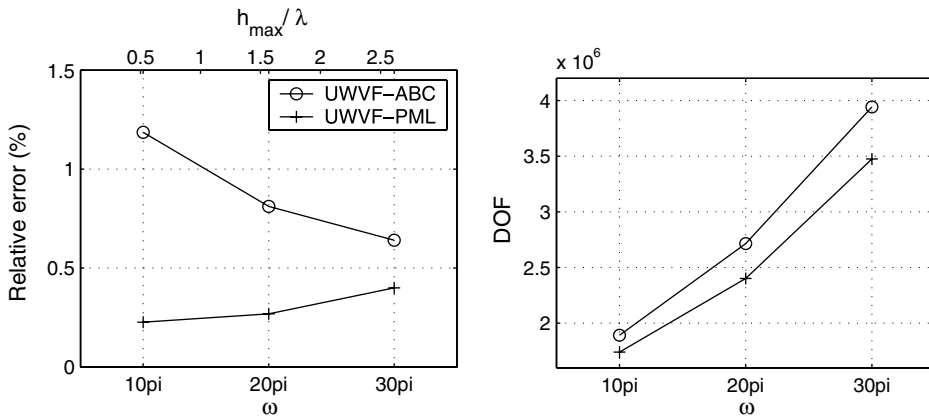 h_max/ λ
0.5 1 1.5 2 2.5
1.5
1
0.5
0
Relative error (%)
UWVF-ABC
UWVF-PML
10pi 20pi 30pi
ω
x 10^6
4
3.5
3
2.5
2
DOF
10pi 20pi 30pi
ω